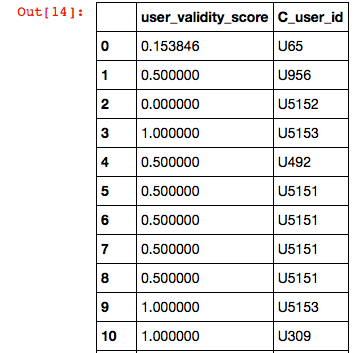 Out[14]:
user_validity_score C_user_id
0 0.153846 U65
1 0.500000 U956
2 0.000000 U5152
3 1.000000 U5153
4 0.500000 U492
5 0.500000 U5151
6 0.500000 U5151
7 0.500000 U5151
8 0.500000 U5151
9 1.000000 U5153
10 1.000000 U309